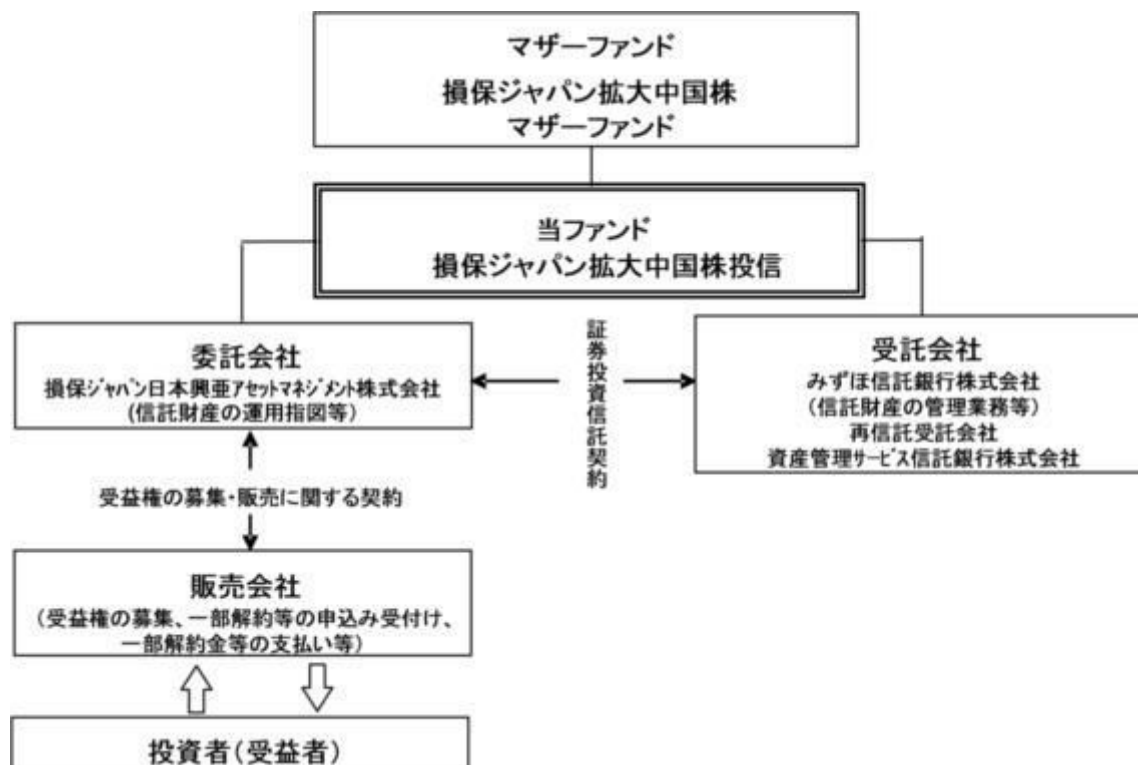 マザーファンド
損保ジャパン拡大中国株
マザーファンド
当ファンド
損保ジャパン拡大中国株投信
委託会社
損保ジャパン日本興亜アセットマネジメント株式会社
(信託財産の運用指図等)
証券投資信託契約
受託会社
みずほ信託銀行株式会社
(信託財産の管理業務等)
再信託受託会社
資産管理サービス信託銀行株式会社
受益権の募集・販売に関する契約
販売会社
(受益権の募集、一部解約等の申込み受付け、
一部解約金等の支払い等)
投資者(受益者)